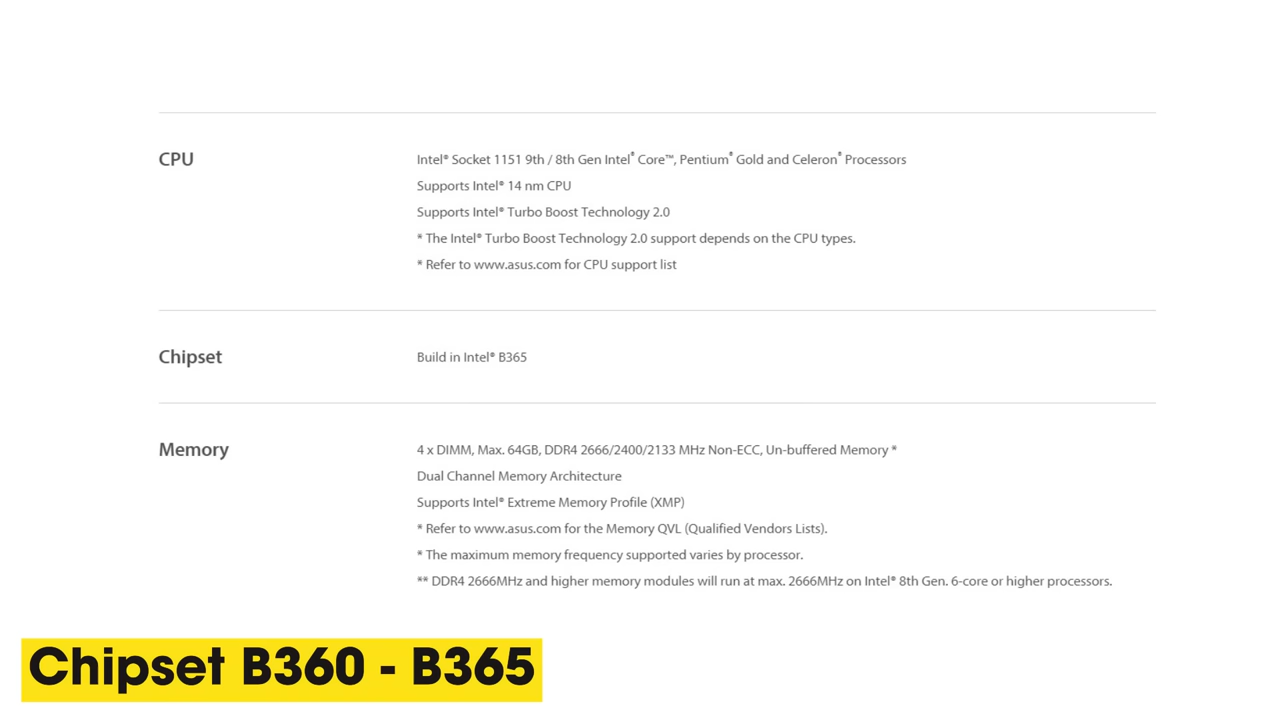 CPU
Intel® Socket 1151 9th / 8th Gen Intel® Core™, Pentium® Gold and Celeron® Processors
Supports Intel® 14 nm CPU
Supports Intel® Turbo Boost Technology 2.0
* The Intel® Turbo Boost Technology 2.0 support depends on the CPU types.
* Refer to www.asus.com for CPU support list
Chipset
Build in Intel® B365
Memory
4 x DIMM, Max. 64GB, DDR4 2666/2400/2133 MHz Non-ECC, Un-buffered Memory *
Dual Channel Memory Architecture
Supports Intel® Extreme Memory Profile (XMP)
* Refer to www.asus.com for the Memory QVL (Qualified Vendors Lists).
* The maximum memory frequency supported varies by processor.
** DDR4 2666MHz and higher memory modules will run at max. 2666MHz on Intel® 8th Gen. 6-core or higher processors.
Chipset B360 - B365